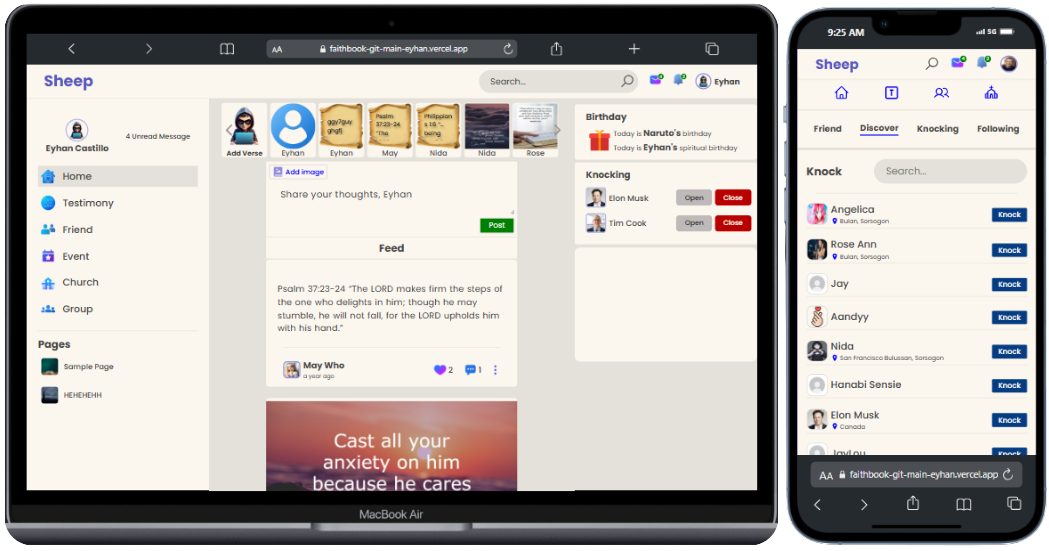 AA faithbook-git-main-eyhan.vercel.app
Sheep
Search...
4
2
Eyhan
Eyhan Castillo
4 Unread Message
Home
Testimony
Friend
Event
Church
Group
Pages
Sample Page
HEHEHEHH
Add Verse
Eyhan
ggy7guy
ghgfj
Eyhan
Psalm
37:23-24
"The
May
Philippian
s 1:6, "-
being
Nida
Nida
Rose
Add image
Share your thoughts, Eyhan
Post
Feed
Psalm 37:23-24 “The LORD makes firm the steps of
the one who delights in him; though he may
stumble, he will not fall, for the LORD upholds him
with his hand.”
May Who
a year ago
2
1
Cast all your
anxiety on him
because he cares
Birthday
Today is Naruto's birthday
Today is Eyhan's spiritual birthday
Knocking
Elon Musk Open Close
Tim Cook Open Close
MacBook Air
9:25 AM
5G
Sheep
Friend Discover Knocking Following
Knock
Search...
Angelica
Bulan, Sorsogon
Knock
Rose Ann
Bulan, Sorsogon
Knock
Jay
Knock
Aandyy
Knock
Nida
San Francisco Bulusan, Sorsogon
Knock
Hanabi Sensie
Knock
Elon Musk
Canada
Knock
JayLou
Knock
AA faithbook-git-main-eyhan.vercel.app